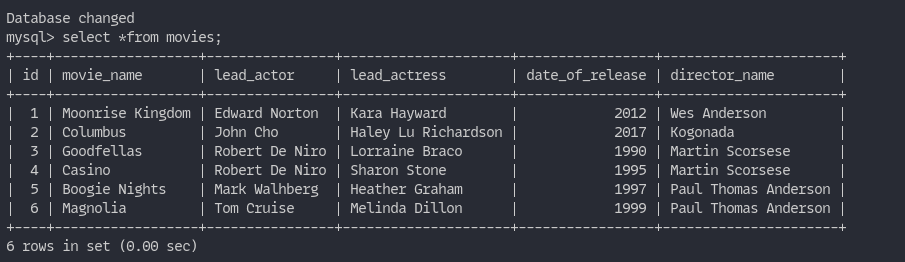 Database changed
mysql> select *from movies;
+----+------------------+----------------+----------------------+-----------------+----------------------+
| id | movie_name       | lead_actor     | lead_actress         | date_of_release | director_name        |
+----+------------------+----------------+----------------------+-----------------+----------------------+
|  1 | Moonrise Kingdom | Edward Norton  | Kara Hayward         |            2012 | Wes Anderson         |
|  2 | Columbus         | John Cho       | Haley Lu Richardson  |            2017 | Kogonada             |
|  3 | Goodfellas       | Robert De Niro | Lorraine Braco       |            1990 | Martin Scorsese      |
|  4 | Casino           | Robert De Niro | Sharon Stone         |            1995 | Martin Scorsese      |
|  5 | Boogie Nights    | Mark Walhberg  | Heather Graham       |            1997 | Paul Thomas Anderson |
|  6 | Magnolia         | Tom Cruise     | Melinda Dillon       |            1999 | Paul Thomas Anderson |
+----+------------------+----------------+----------------------+-----------------+----------------------+
6 rows in set (0.00 sec)